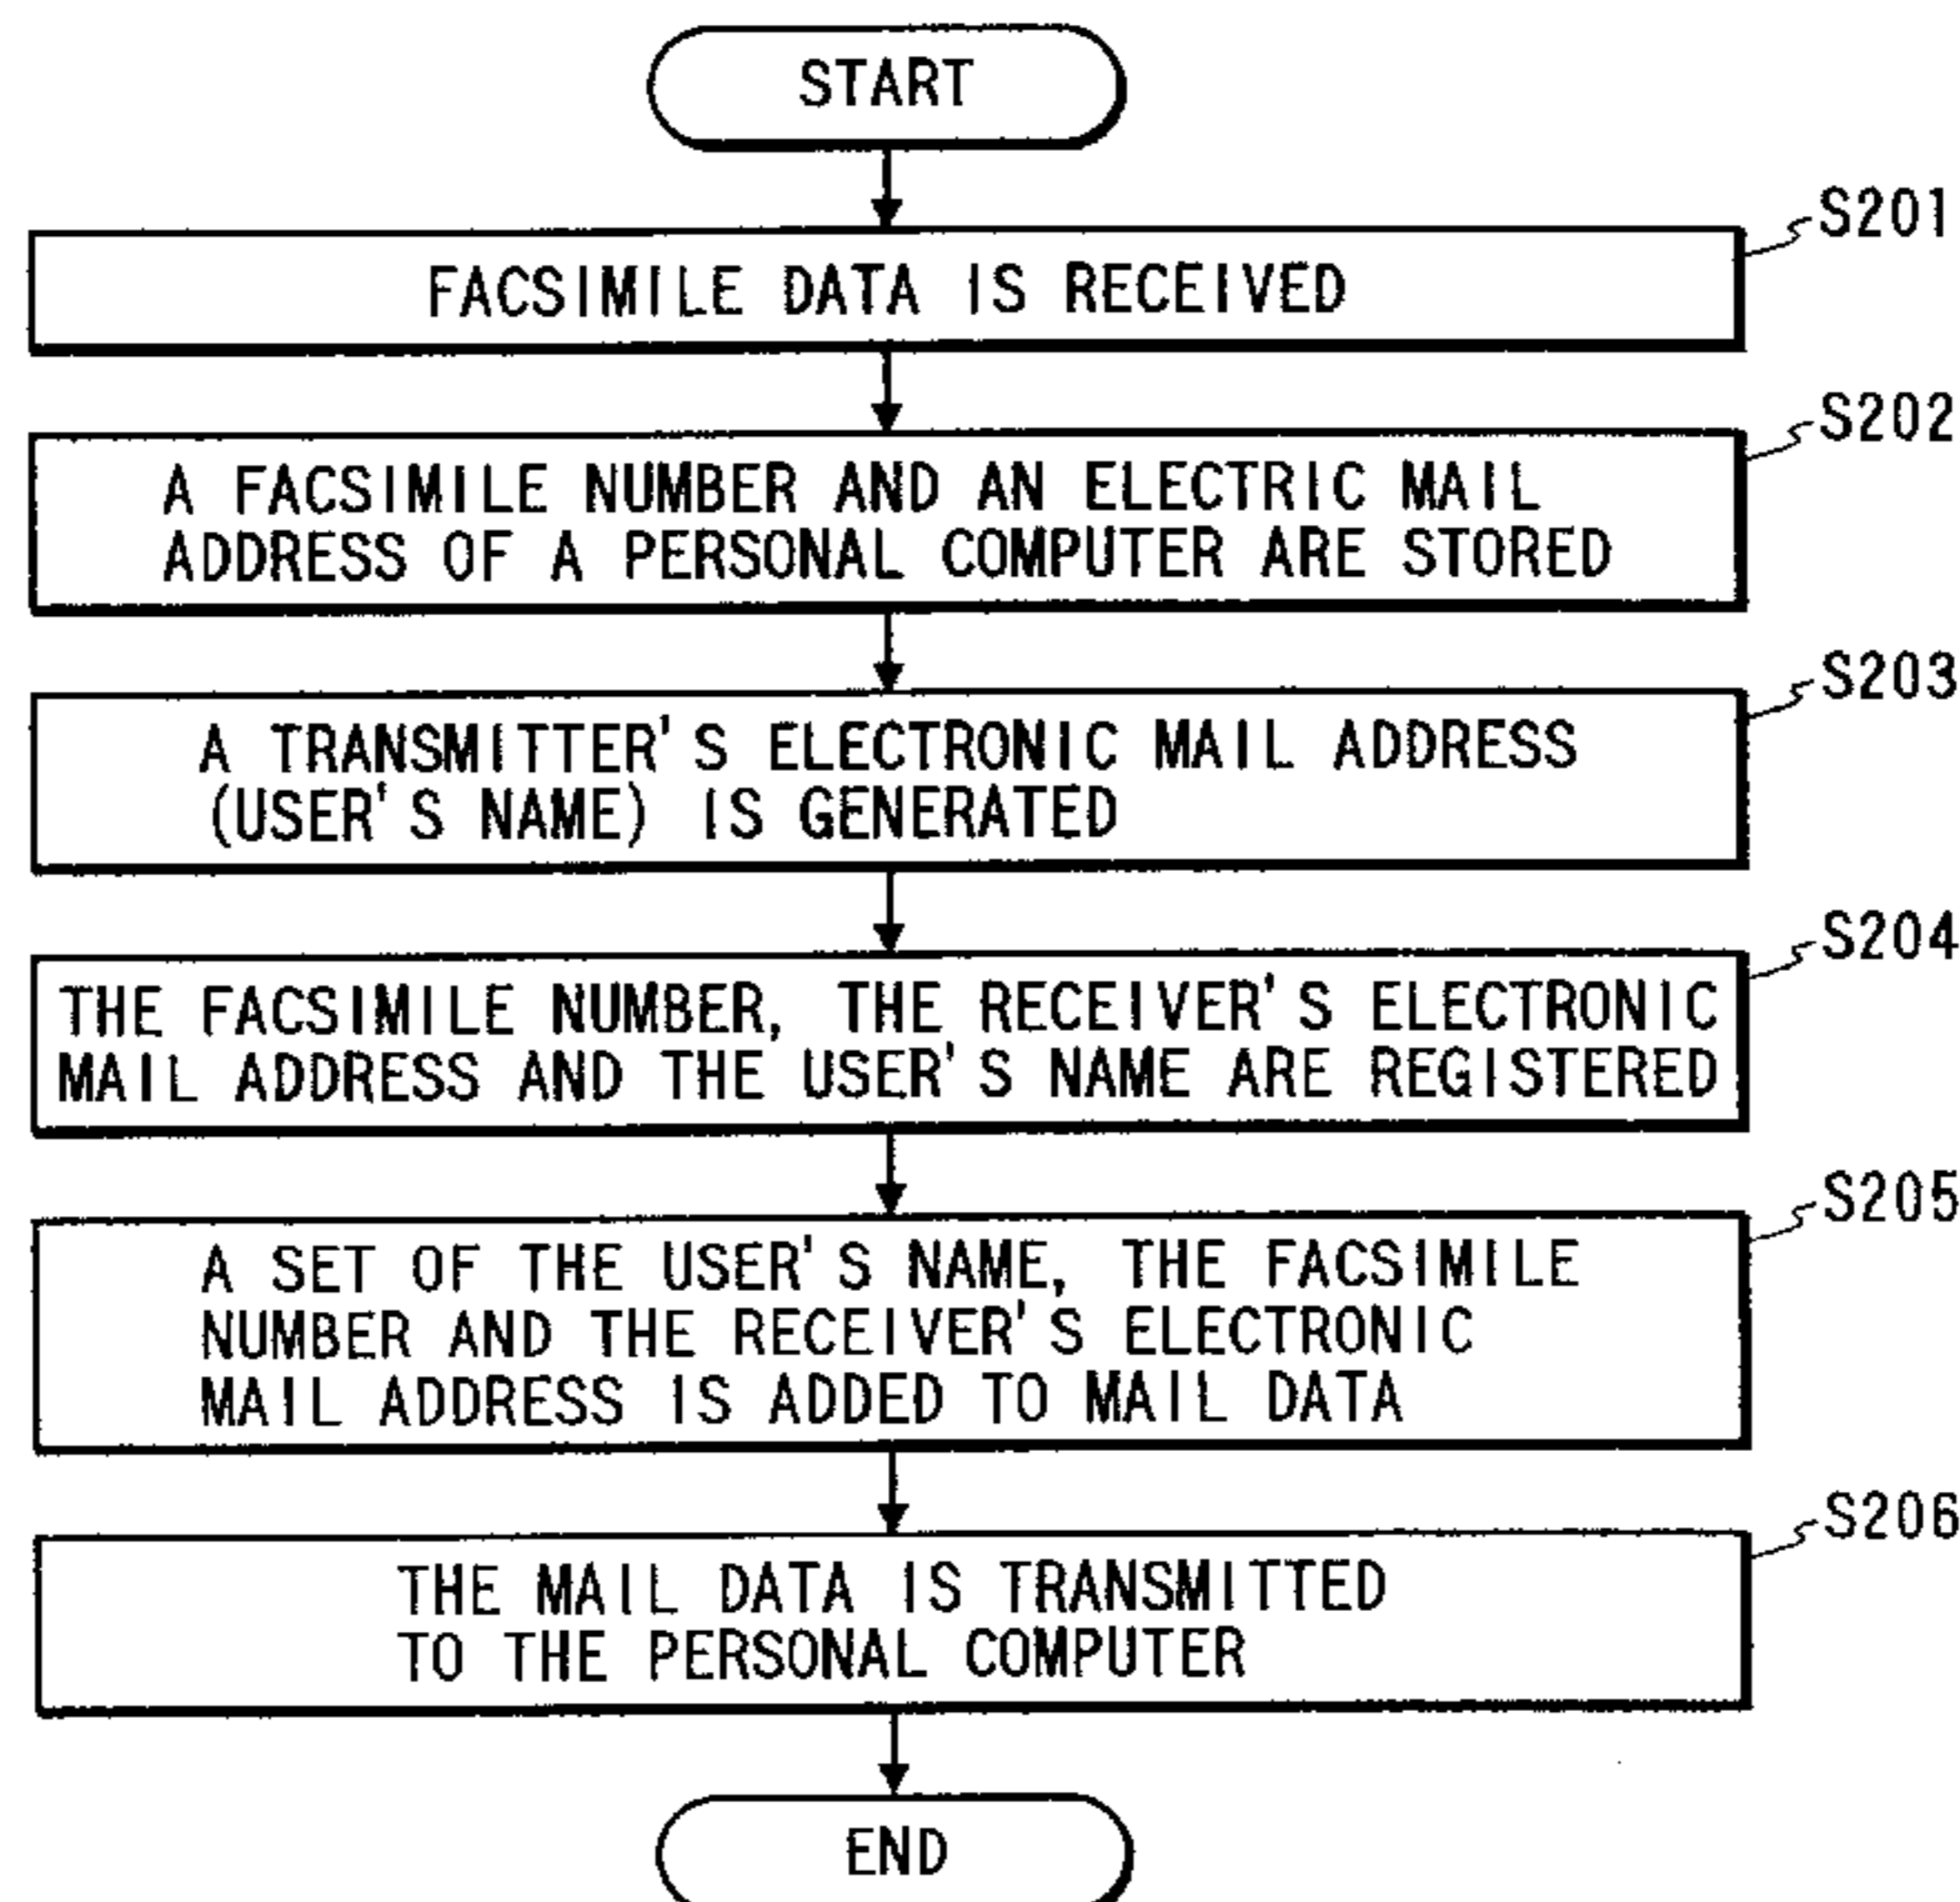 START
S201
FACSIMILE DATA IS RECEIVED
S202
A FACSIMILE NUMBER AND AN ELECTRIC MAIL
ADDRESS OF A PERSONAL COMPUTER ARE STORED
S203
A TRANSMITTER'S ELECTRONIC MAIL ADDRESS
(USER'S NAME) IS GENERATED
S204
THE FACSIMILE NUMBER, THE RECEIVER'S ELECTRONIC
MAIL ADDRESS AND THE USER'S NAME ARE REGISTERED
S205
A SET OF THE USER'S NAME, THE FACSIMILE
NUMBER AND THE RECEIVER'S ELECTRONIC
MAIL ADDRESS IS ADDED TO MAIL DATA
S206
THE MAIL DATA IS TRANSMITTED
TO THE PERSONAL COMPUTER
END